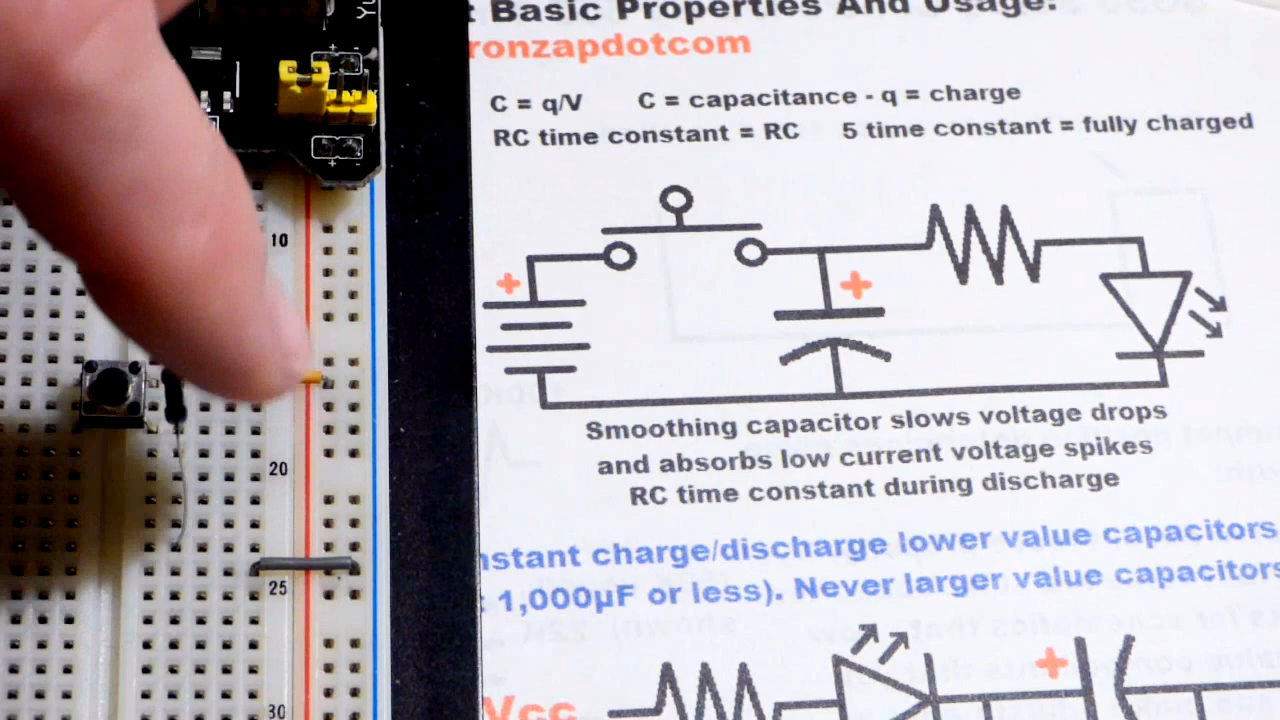 Basic Properties And Usage:
ronzapdotcom
C = q/V C = capacitance - q = charge
RC time constant = RC 5 time constant = fully charged
+
+
Smoothing capacitor slows voltage drops
and absorbs low current voltage spikes
RC time constant during discharge
nstant charge/discharge lower value capacitors
1,000µF or less). Never larger value capacitors
+
Vcc
10
20
25
30
+ -
+ -